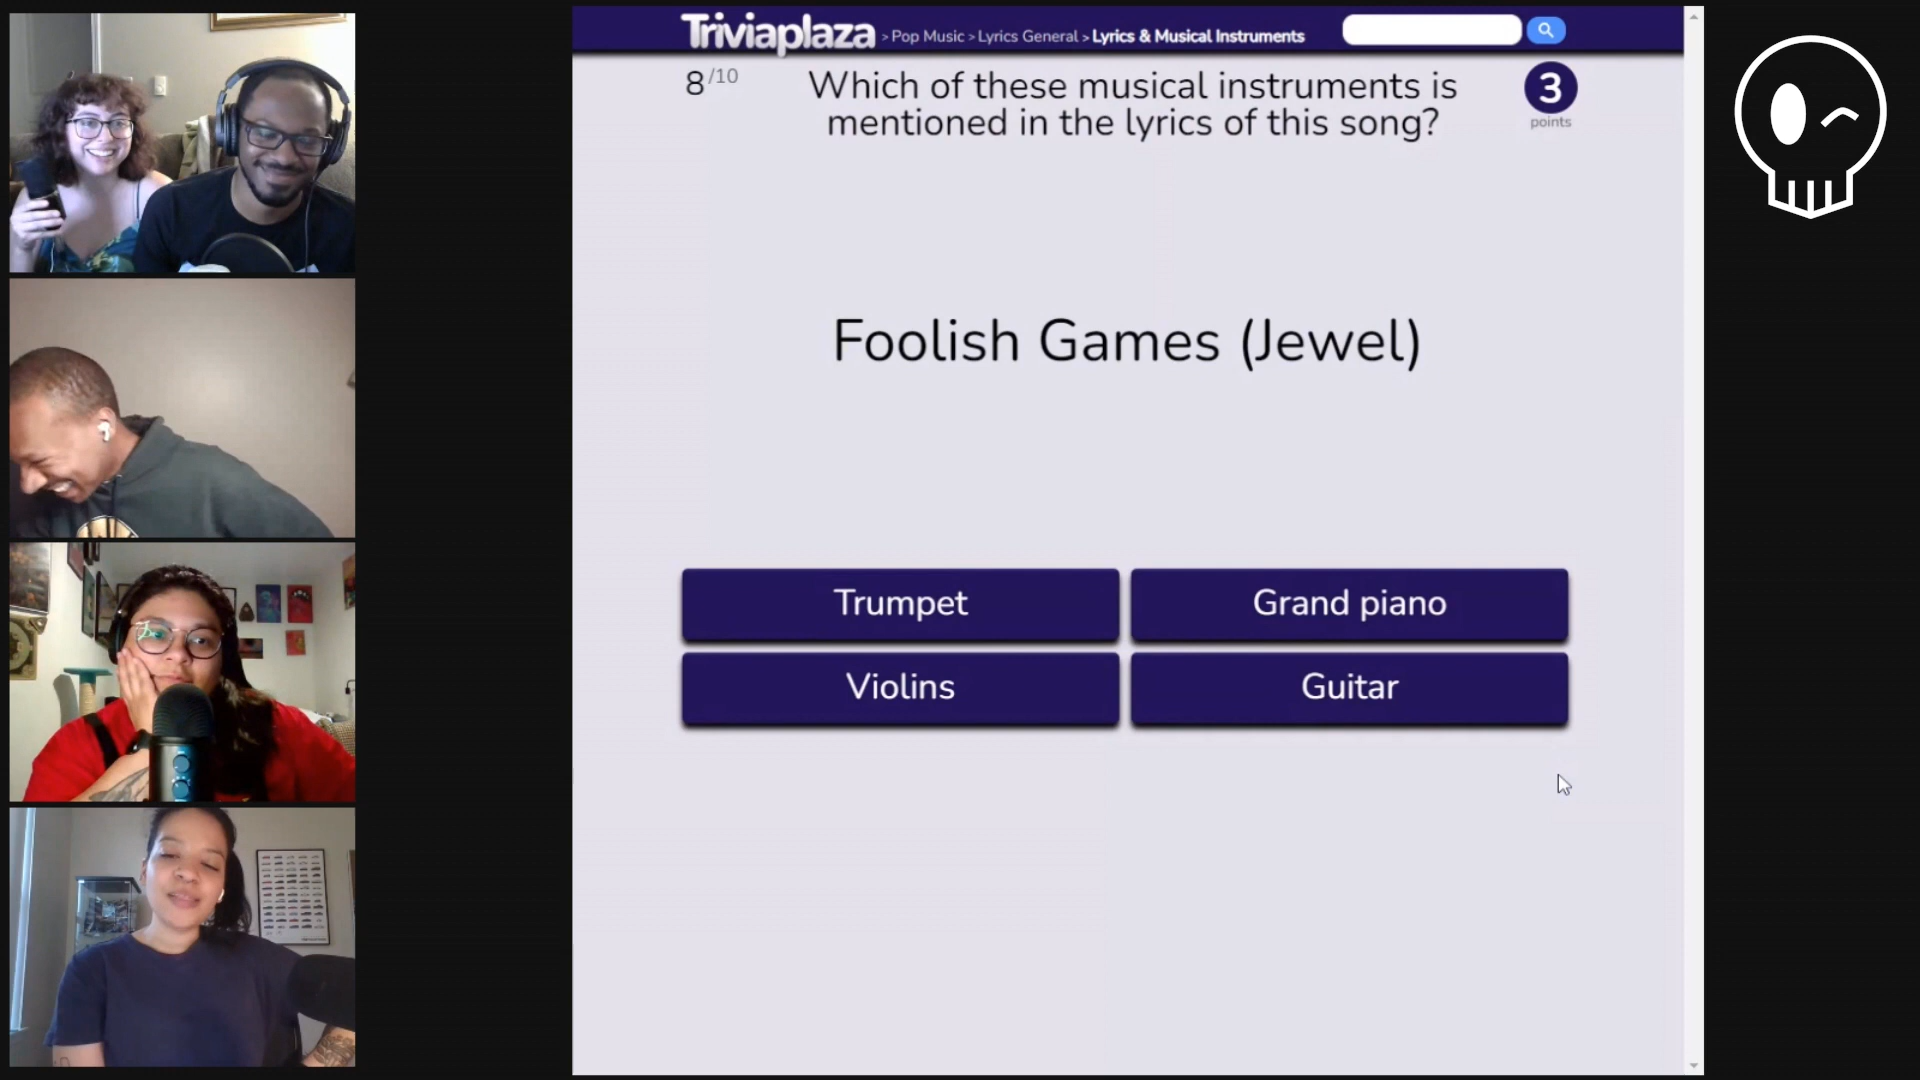 Triviaplaza > Pop Music > Lyrics General > Lyrics & Musical Instruments
8/10
Which of these musical instruments is
mentioned in the lyrics of this song?
3
points
Foolish Games (Jewel)
Trumpet
Grand piano
Violins
Guitar